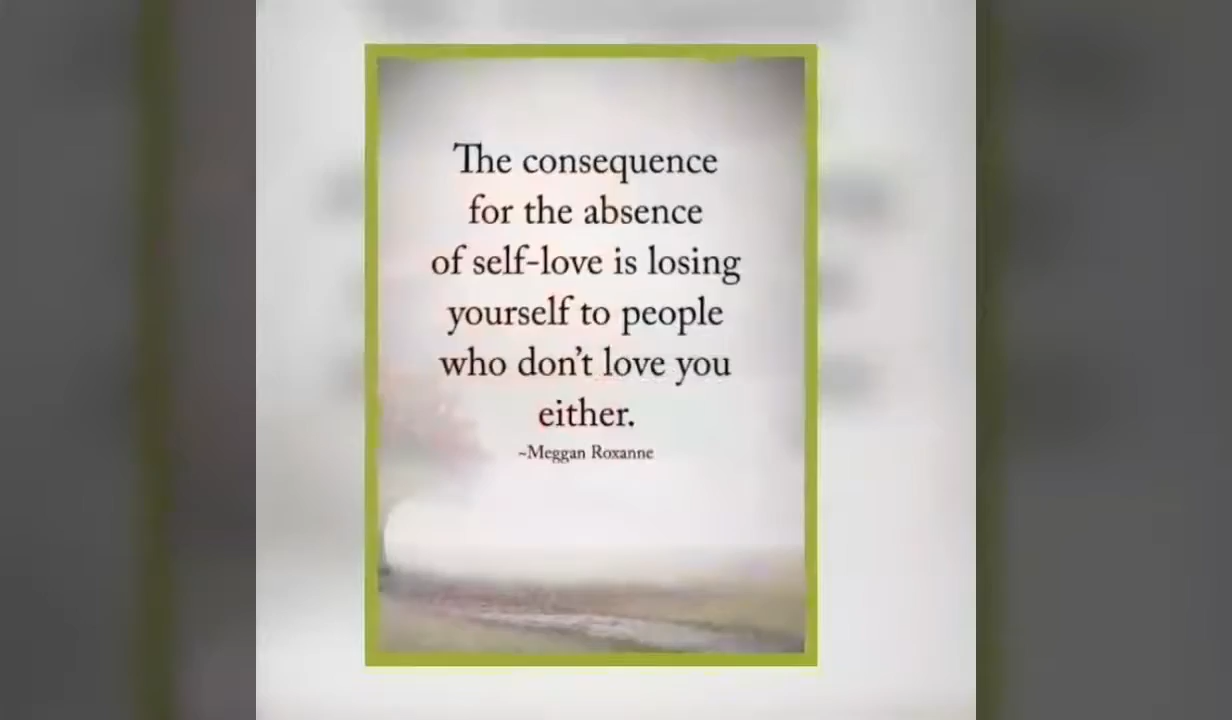 The consequence
for the absence
of self-love is losing
yourself to people
who don't love you
either.
~Meggan Roxanne